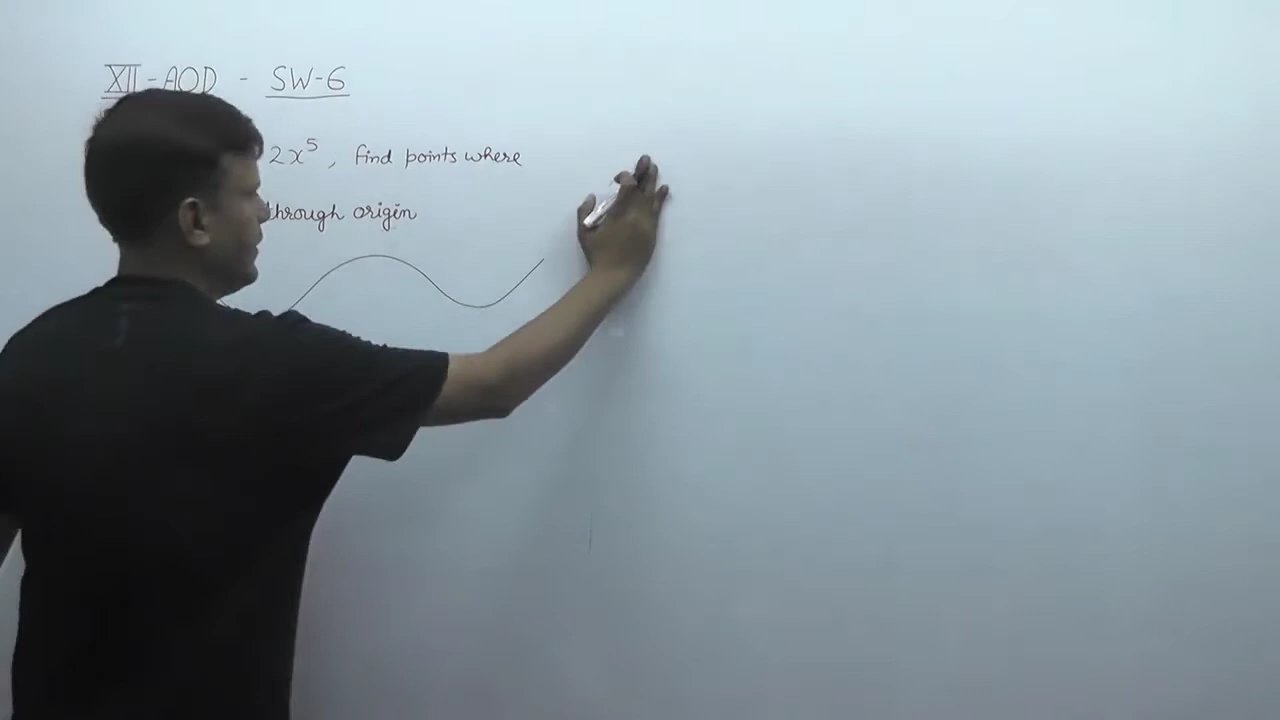 XII - AOD - SW-6
2x⁵, find points where
through origin